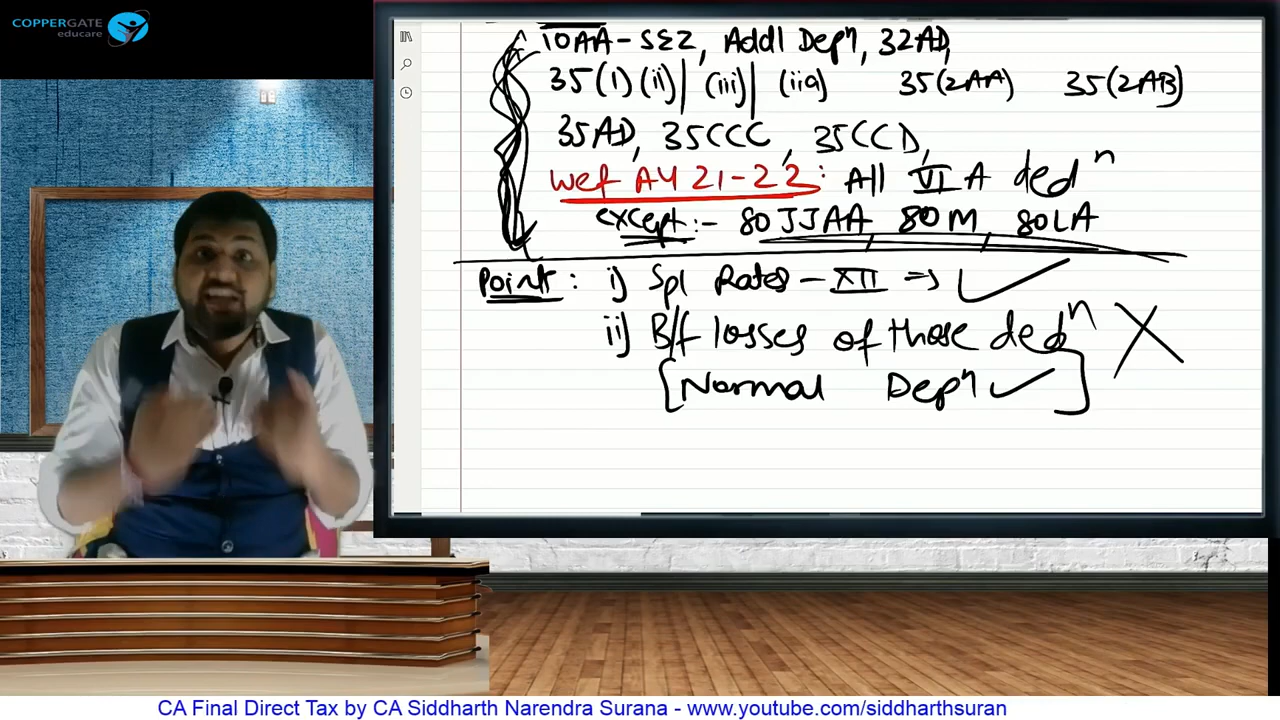 COPPERGATE
educare
10AA - SEZ, Addl Depⁿ, 32AD,
35(1)(ii)| (iii)| (iia) 35(2AA) 35(2AB)
35AD, 35CCC, 35CCD,
wef AY 21-22: All VI A dedⁿ
except:- 80JJAA 80M 80LA
Point: i) Spl Rates - XII ⇒ ✓
ii) B/f losses of those dedⁿ X
[Normal Depⁿ ✓]
CA Final Direct Tax by CA Siddharth Narendra Surana - www.youtube.com/siddharthsuran